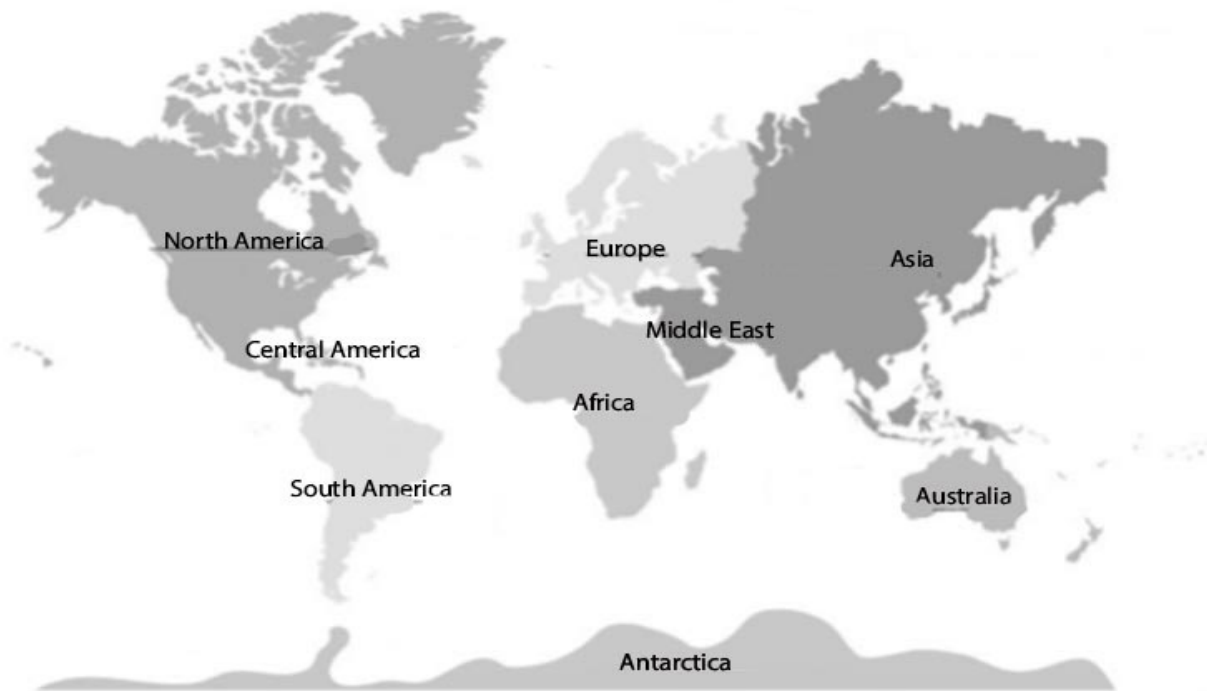 North America
Europe
Asia
Middle East
Central America
Africa
South America
Australia
Antarctica